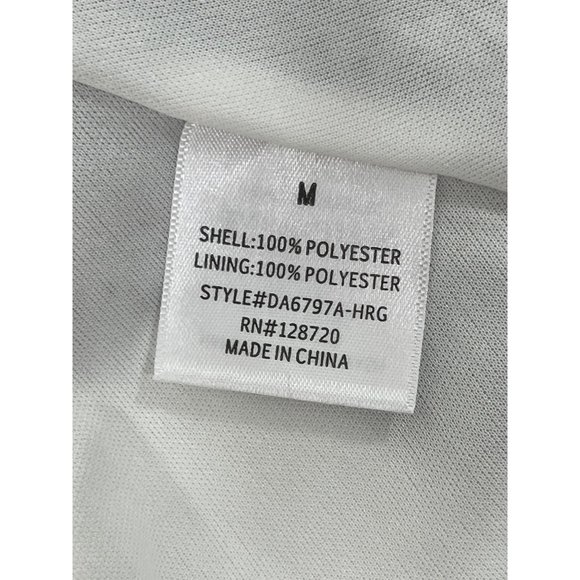 M
SHELL:100% POLYESTER
LINING:100% POLYESTER
STYLE#DA6797A-HRG
RN#128720
MADE IN CHINA